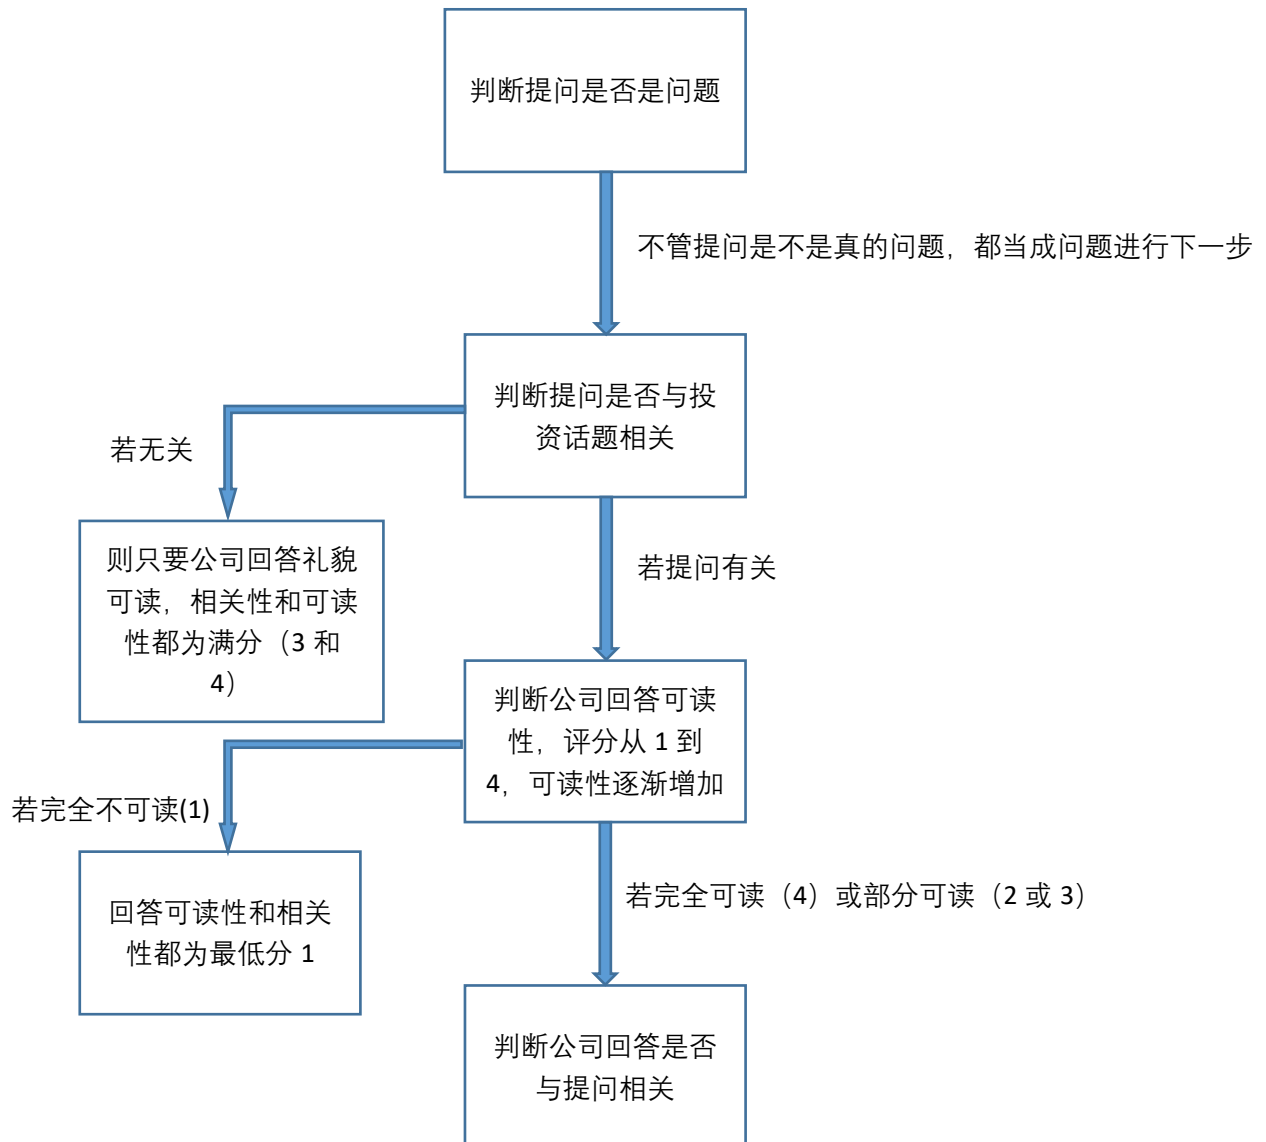 判断提问是否是问题
不管提问是不是真的问题，都当成问题进行下一步
判断提问是否与投
资话题相关
若无关
则只要公司回答礼貌
可读，相关性和可读
性都为满分（3 和
4）
若提问有关
判断公司回答可读
性，评分从 1 到
4，可读性逐渐增加
若完全不可读(1)
回答可读性和相关
性都为最低分 1
若完全可读（4）或部分可读（2 或 3）
判断公司回答是否
与提问相关